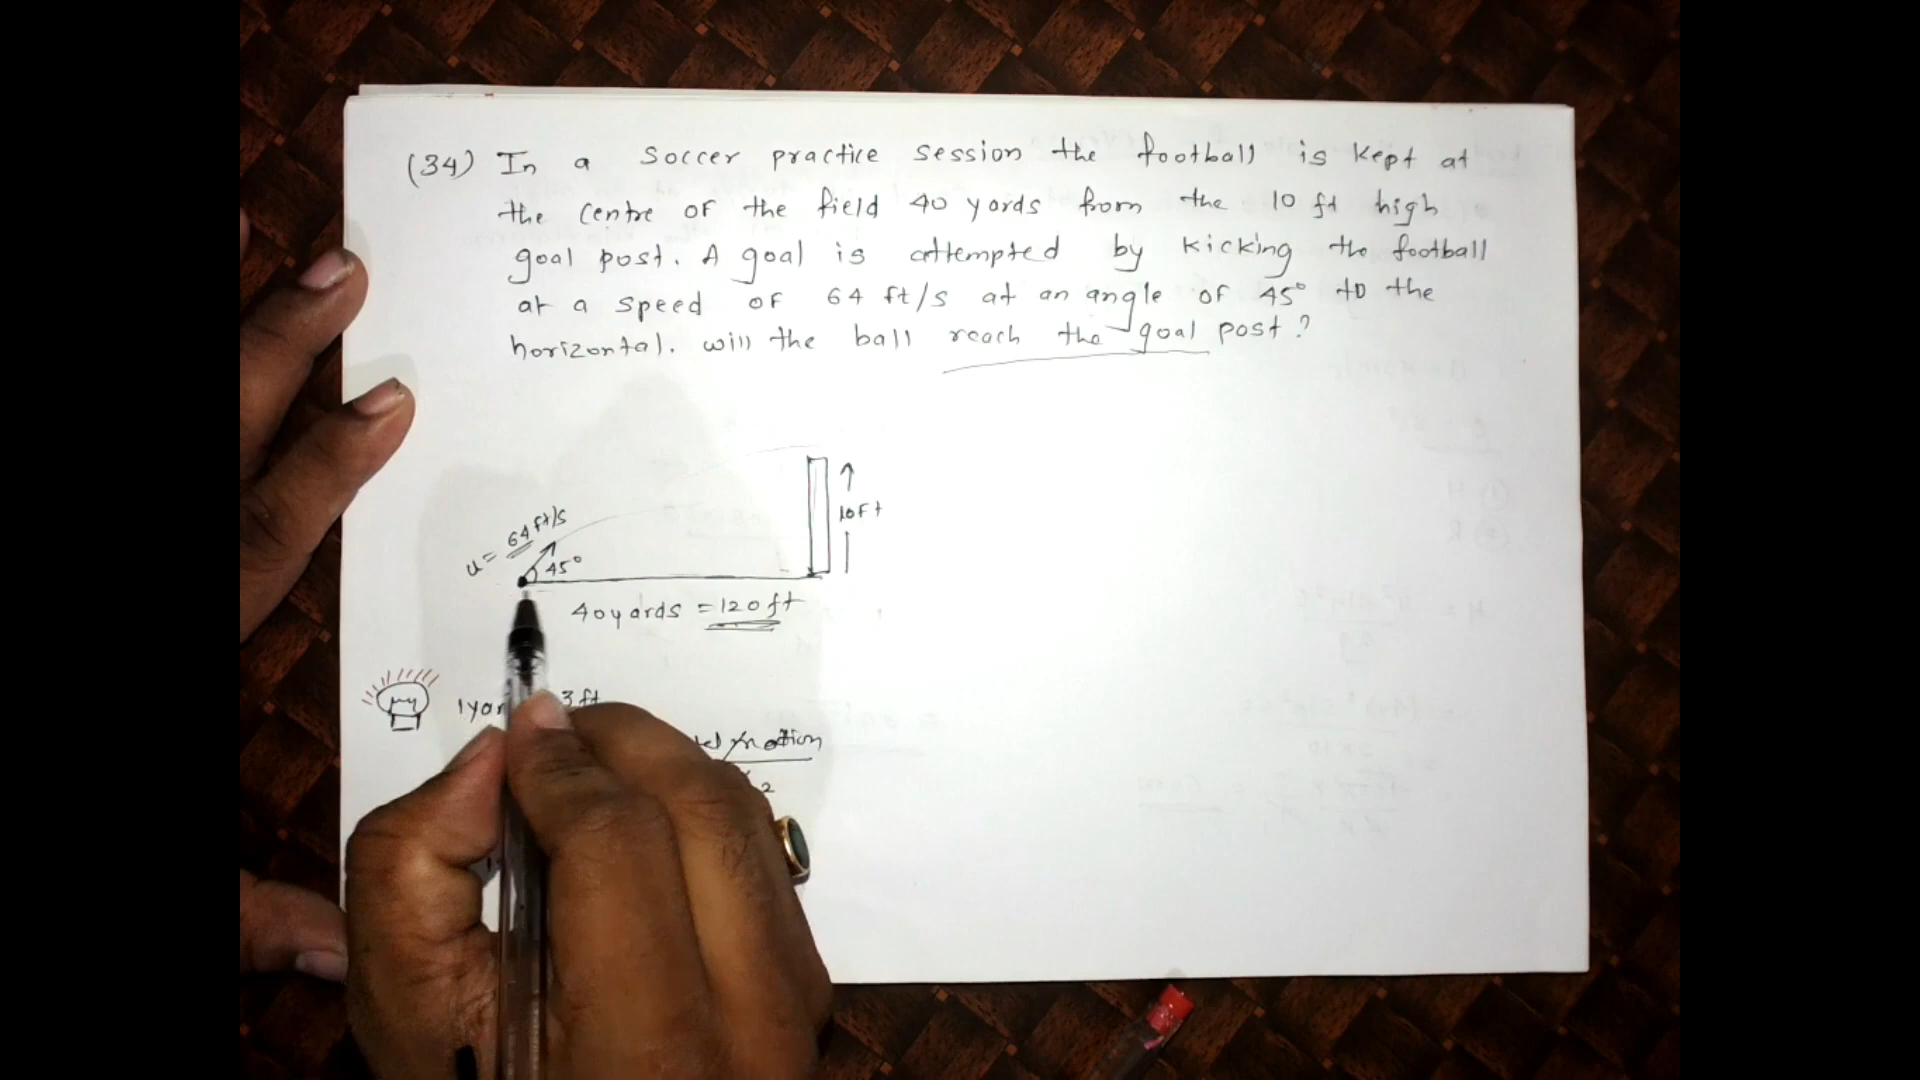 (34) In a soccer practice session the football is kept at
the centre of the field 40 yards from the 10 ft high
goal post. A goal is attempted by kicking the football
at a speed of 64 ft/s at an angle of 45° to the
horizontal. will the ball reach the goal post?
u = 64 ft/s
45°
10 ft
40 yards = 120 ft
3 ft
motion
2